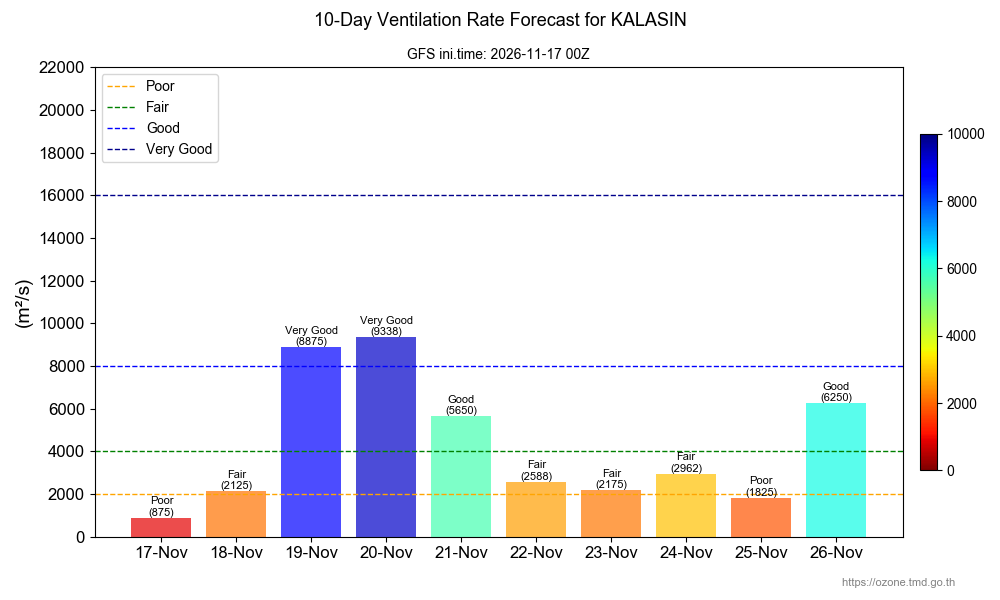 10-Day Ventilation Rate Forecast for KALASIN
GFS ini.time: 2026-11-17 00Z
22000
20000
18000
16000
14000
12000
10000
8000
6000
4000
2000
0
(m²/s)
Poor
Fair
Good
Very Good
Poor
(875)
Fair
(2125)
Very Good
(8875)
Very Good
(9338)
Good
(5650)
Fair
(2588)
Fair
(2175)
Fair
(2962)
Poor
(1825)
Good
(6250)
17-Nov 18-Nov 19-Nov 20-Nov 21-Nov 22-Nov 23-Nov 24-Nov 25-Nov 26-Nov
10000
8000
6000
4000
2000
0
https://ozone.tmd.go.th